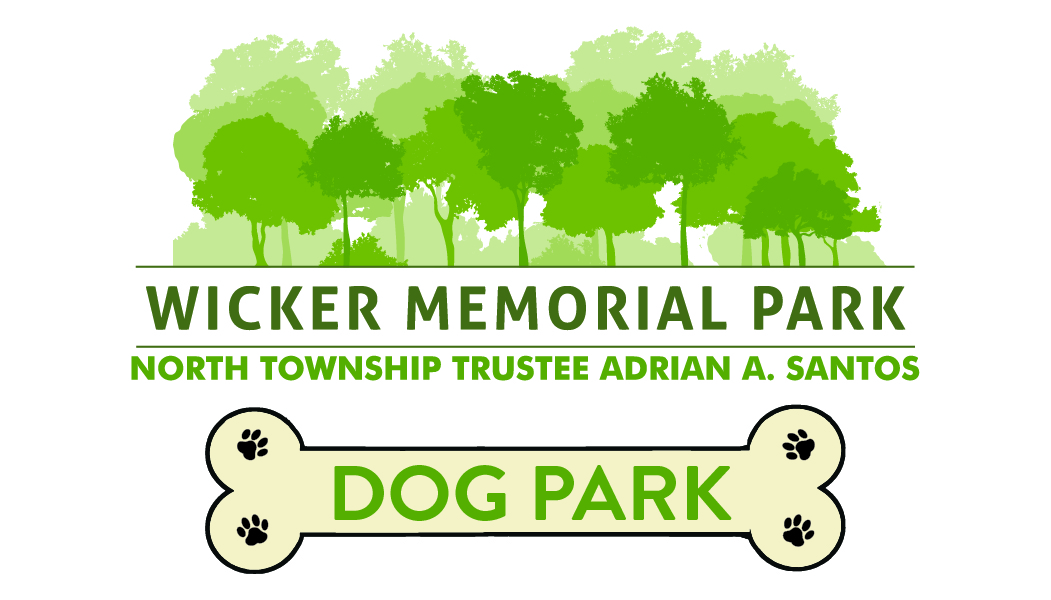 WICKER MEMORIAL PARK
NORTH TOWNSHIP TRUSTEE ADRIAN A. SANTOS
DOG PARK